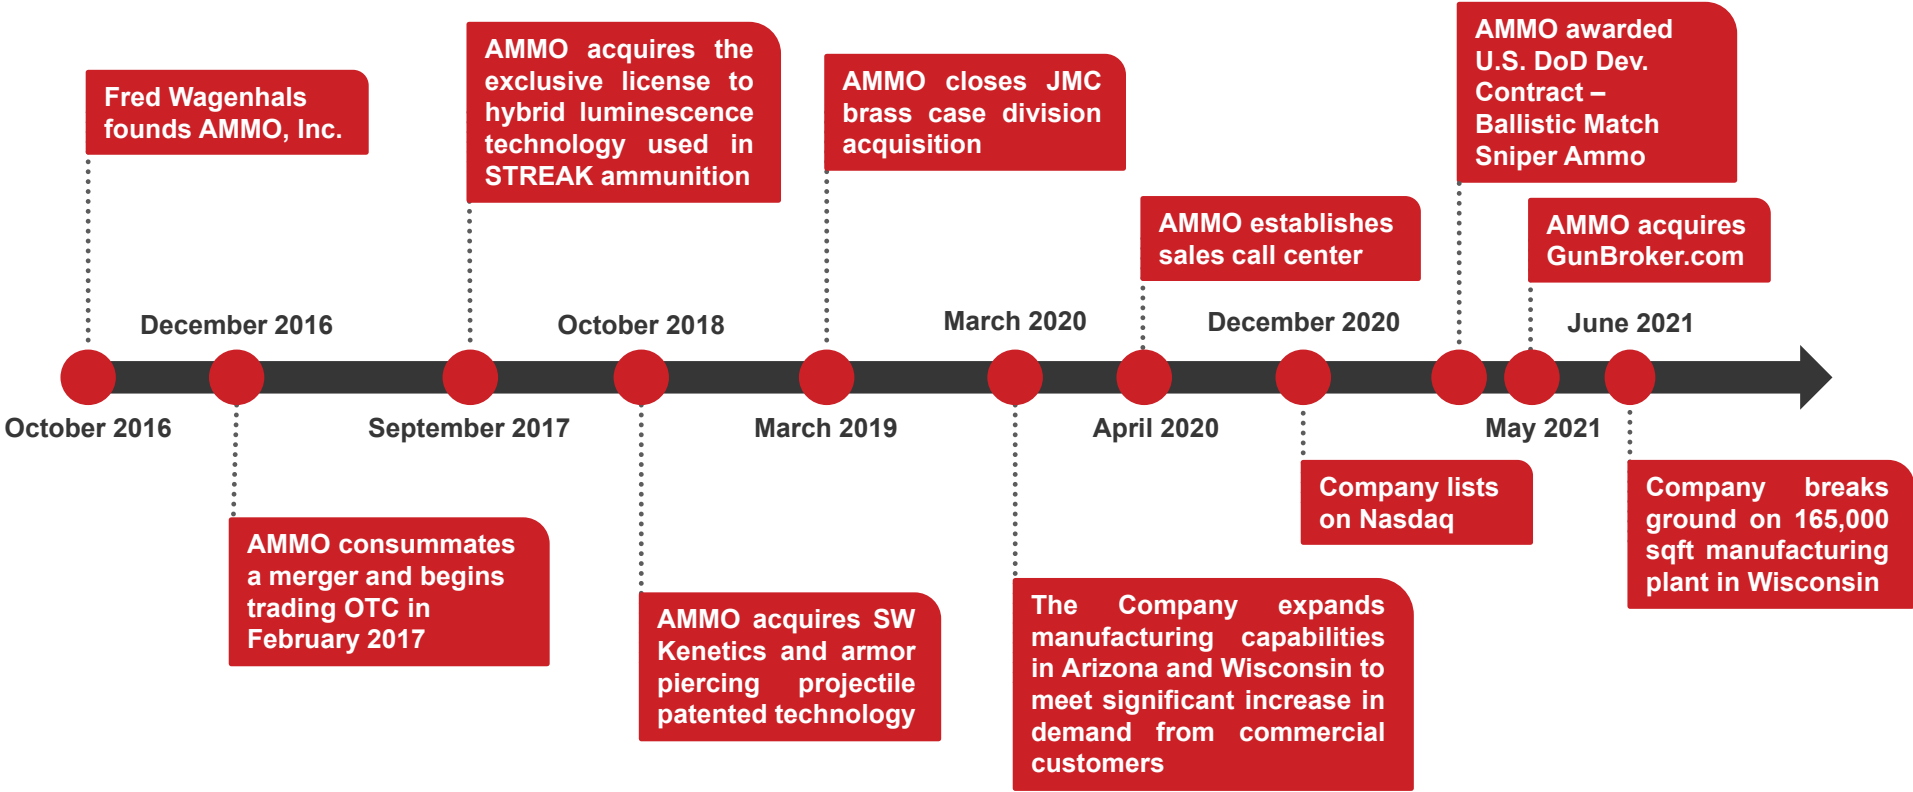 Fred Wagenhals
founds AMMO, Inc.
AMMO acquires the
exclusive license to
hybrid luminescence
technology used in
STREAK ammunition
AMMO closes JMC
brass case division
acquisition
AMMO establishes
sales call center
AMMO awarded
U.S. DoD Dev.
Contract –
Ballistic Match
Sniper Ammo
AMMO acquires
GunBroker.com
December 2016
October 2018
March 2020
December 2020
June 2021
October 2016
September 2017
March 2019
April 2020
May 2021
AMMO consummates
a merger and begins
trading OTC in
February 2017
AMMO acquires SW
Kenetics and armor
piercing projectile
patented technology
The Company expands
manufacturing capabilities
in Arizona and Wisconsin to
meet significant increase in
demand from commercial
customers
Company lists
on Nasdaq
Company breaks
ground on 165,000
sqft manufacturing
plant in Wisconsin